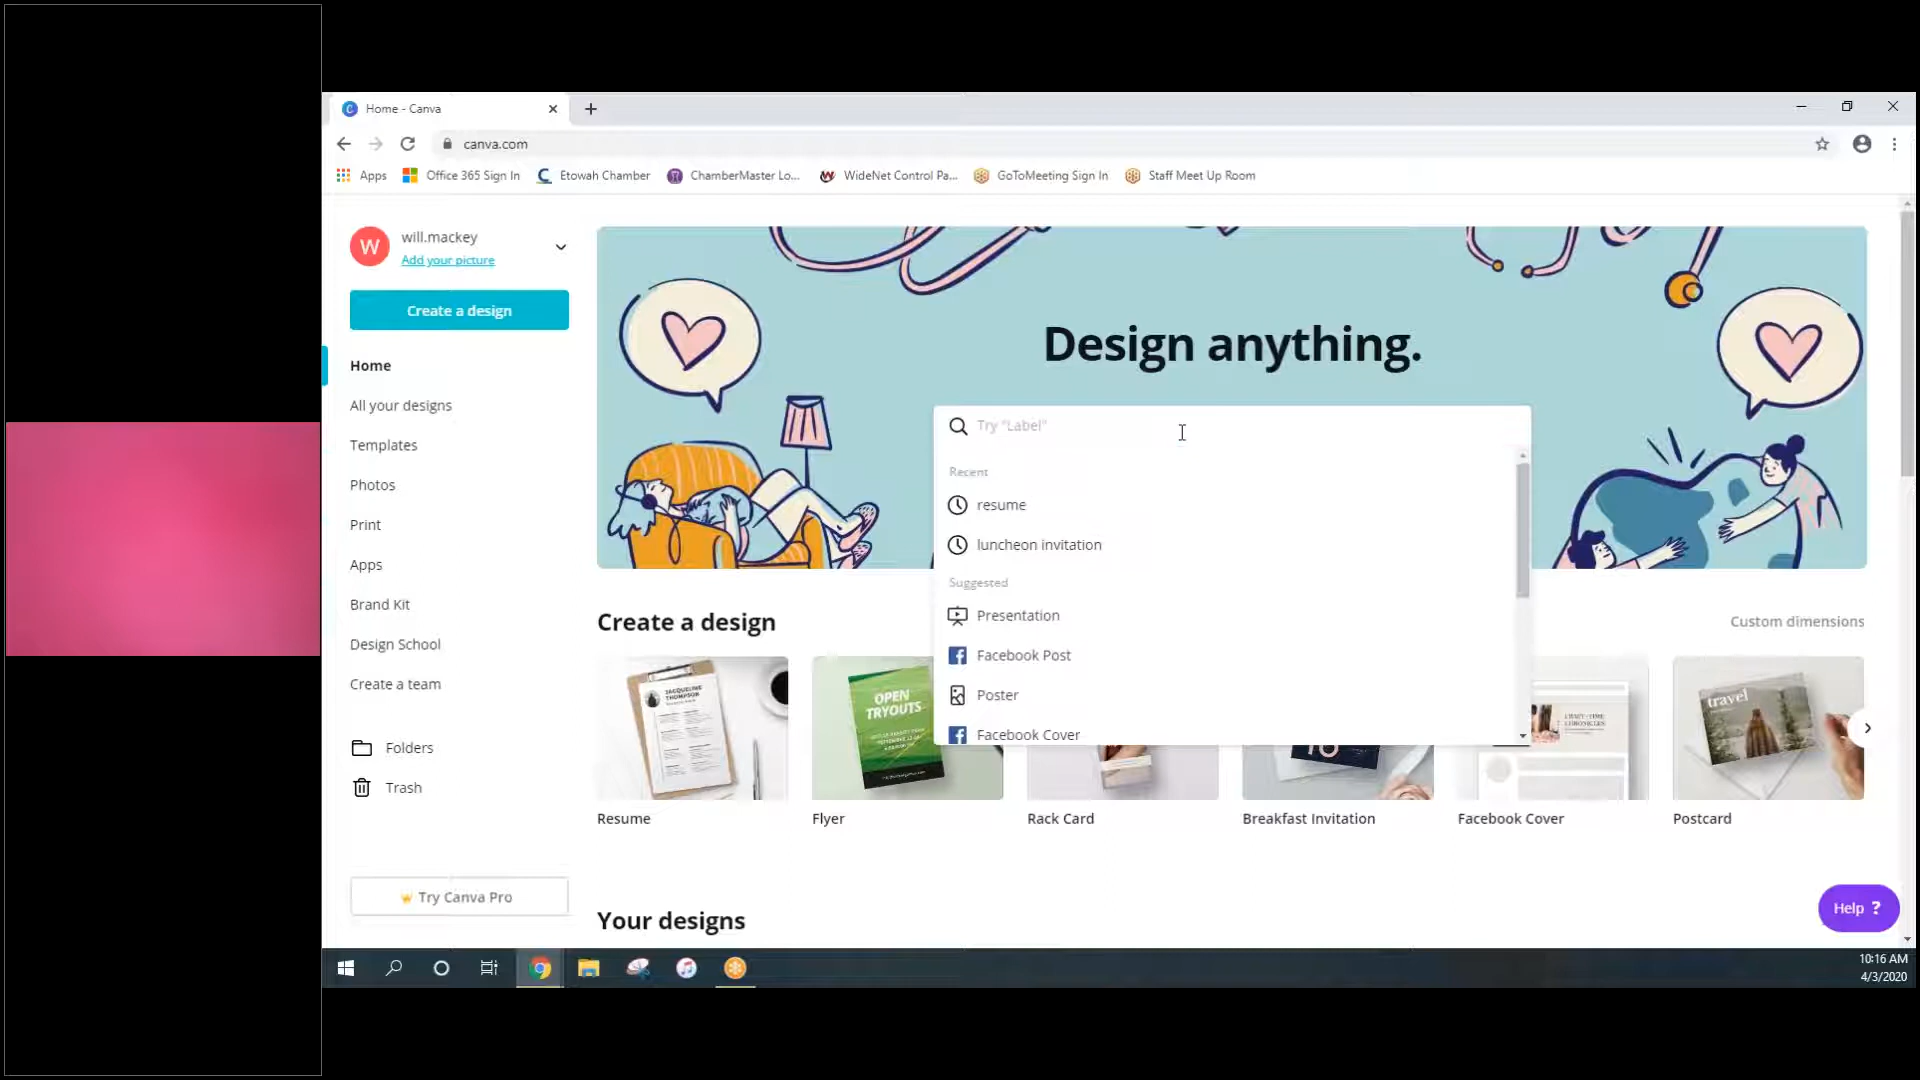 Home - Canva
canva.com
Apps
Office 365 Sign In
Etowah Chamber
ChamberMaster Lo...
WideNet Control Pa...
GoToMeeting Sign In
Staff Meet Up Room
W
will.mackey
Add your picture
Create a design
Home
All your designs
Templates
Photos
Print
Apps
Brand Kit
Design School
Create a team
Folders
Trash
Try Canva Pro
Design anything.
Try "Label"
Recent
resume
luncheon invitation
Suggested
Presentation
Facebook Post
Poster
Facebook Cover
Create a design
Custom dimensions
JACQUELINE
THOMPSON
OPEN
TRYOUTS
travel
Resume
Flyer
Rack Card
Breakfast Invitation
Facebook Cover
Postcard
Your designs
Help ?
10:16 AM
4/3/2020